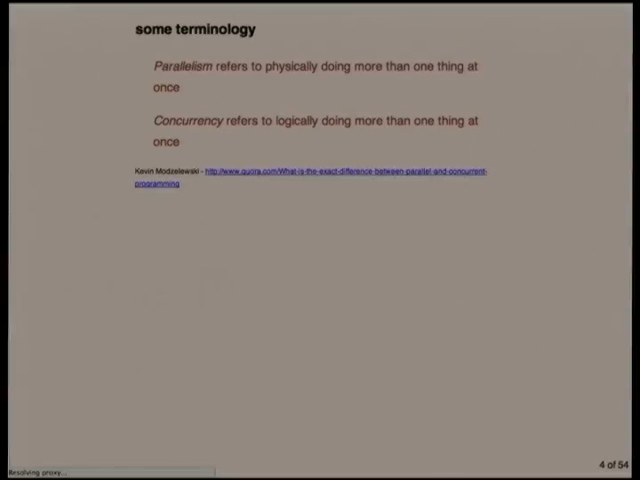 some terminology
Parallelism refers to physically doing more than one thing at
once
Concurrency refers to logically doing more than one thing at
once
Kevin Modzelewski - http://www.quora.com/What-is-the-exact-difference-between-parallel-and-concurrent-
programming
4 of 54
Resolving proxy...